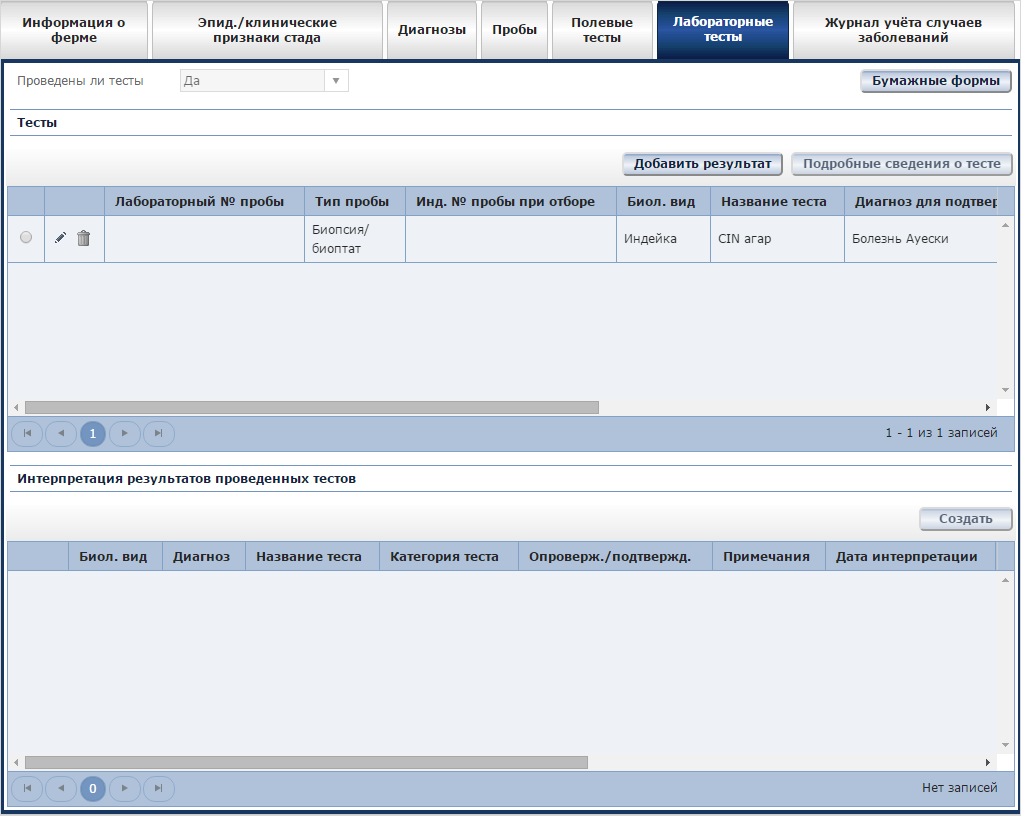 Информация о
ферме
Эпид./клинические
признаки стада
Диагнозы
Пробы
Полевые
тесты
Лабораторные
тесты
Журнал учёта случаев
заболеваний
Проведены ли тесты
Да
Бумажные формы
Тесты
Добавить результат
Подробные сведения о тесте
Лабораторный № пробы
Тип пробы
Инд. № пробы при отборе
Биол. вид
Название теста
Диагноз для подтвер
Биопсия/
биоптат
Индейка
CIN агар
Болезнь Ауески
1
1 - 1 из 1 записей
Интерпретация результатов проведенных тестов
Создать
Биол. вид
Диагноз
Название теста
Категория теста
Опроверж./подтвержд.
Примечания
Дата интерпретации
0
Нет записей